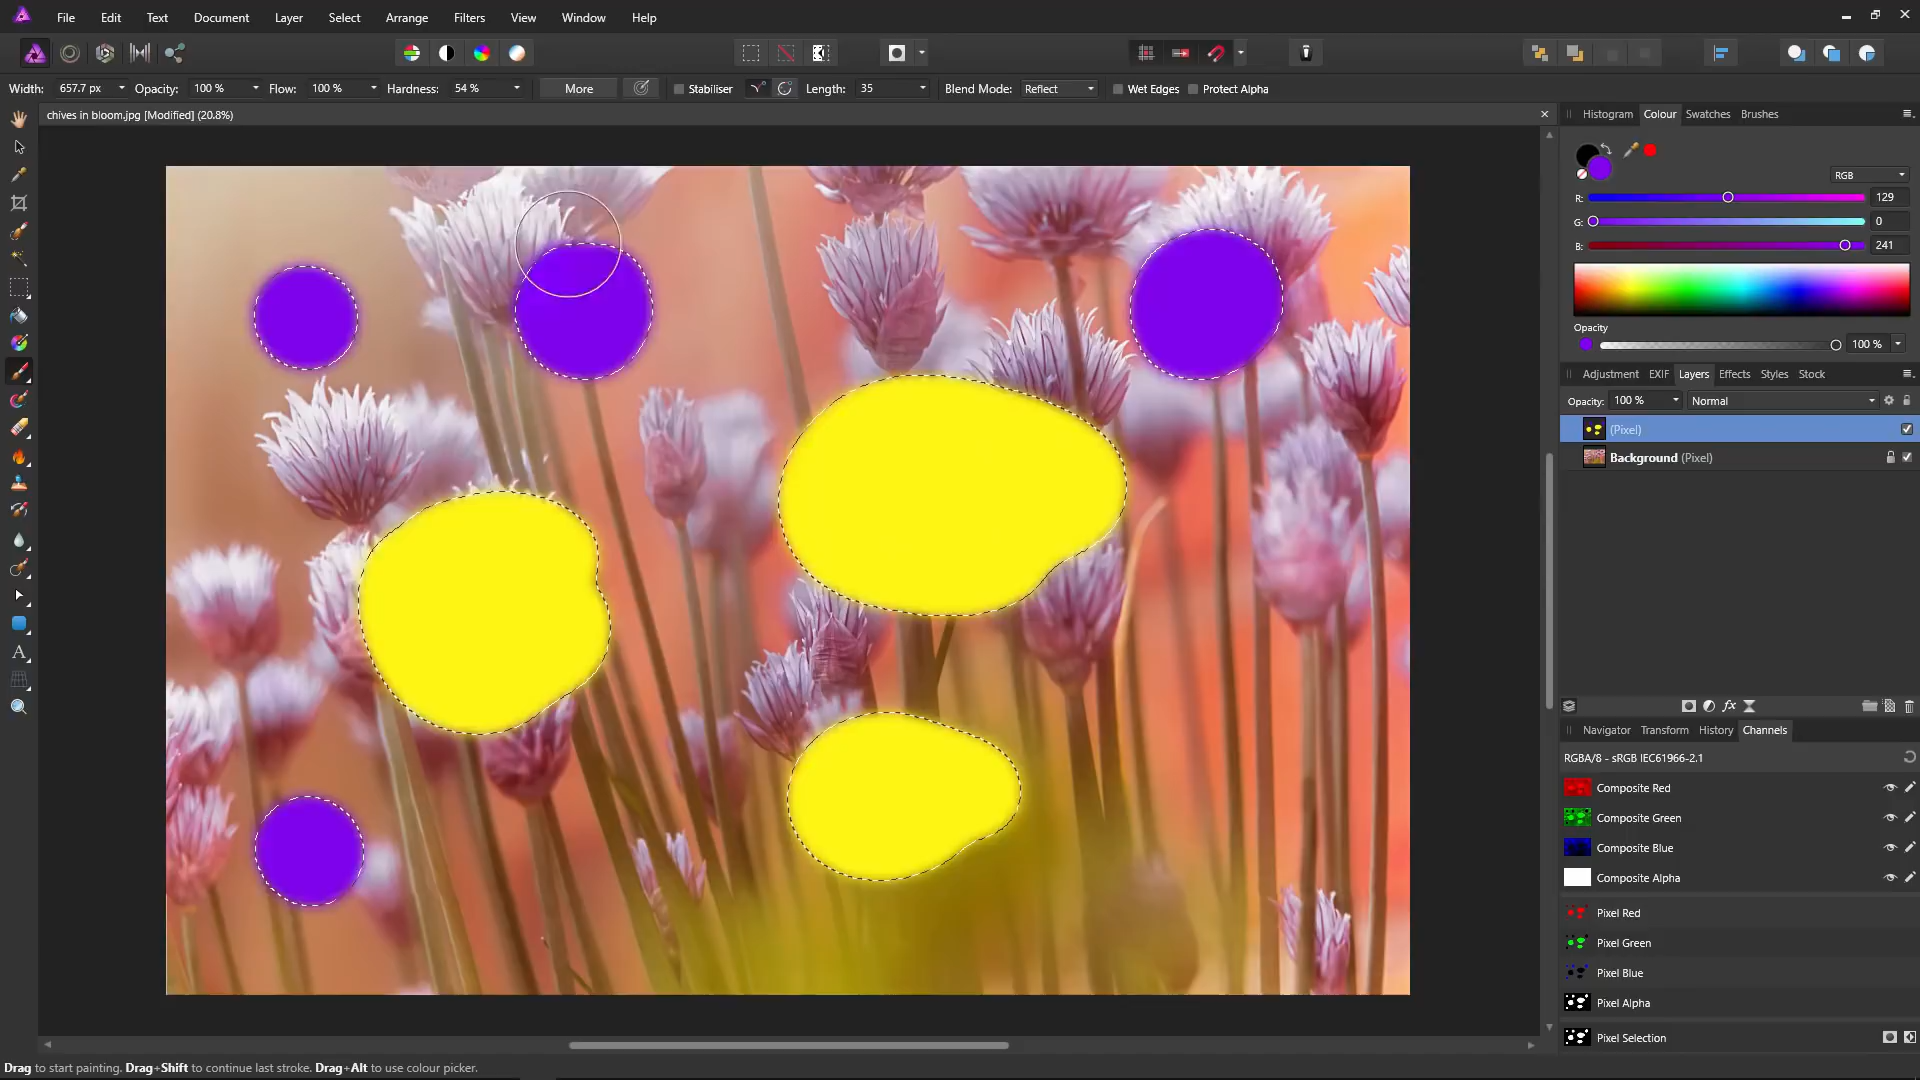 File Edit Text Document Layer Select Arrange Filters View Window Help
Width: 657.7 px Opacity: 100 % Flow: 100 % Hardness: 54 % More Stabiliser Length: 35 Blend Mode: Reflect Wet Edges Protect Alpha
chives in bloom.jpg [Modified] (20.8%)
Histogram Colour Swatches Brushes
RGB
R: 129
G: 0
B: 241
Opacity
100 %
Adjustment EXIF Layers Effects Styles Stock
Opacity: 100 % Normal
(Pixel)
Background (Pixel)
fx
Navigator Transform History Channels
RGBA/8 - sRGB IEC61966-2.1
Composite Red
Composite Green
Composite Blue
Composite Alpha
Pixel Red
Pixel Green
Pixel Blue
Pixel Alpha
Pixel Selection
Drag to start painting. Drag+Shift to continue last stroke. Drag+Alt to use colour picker.